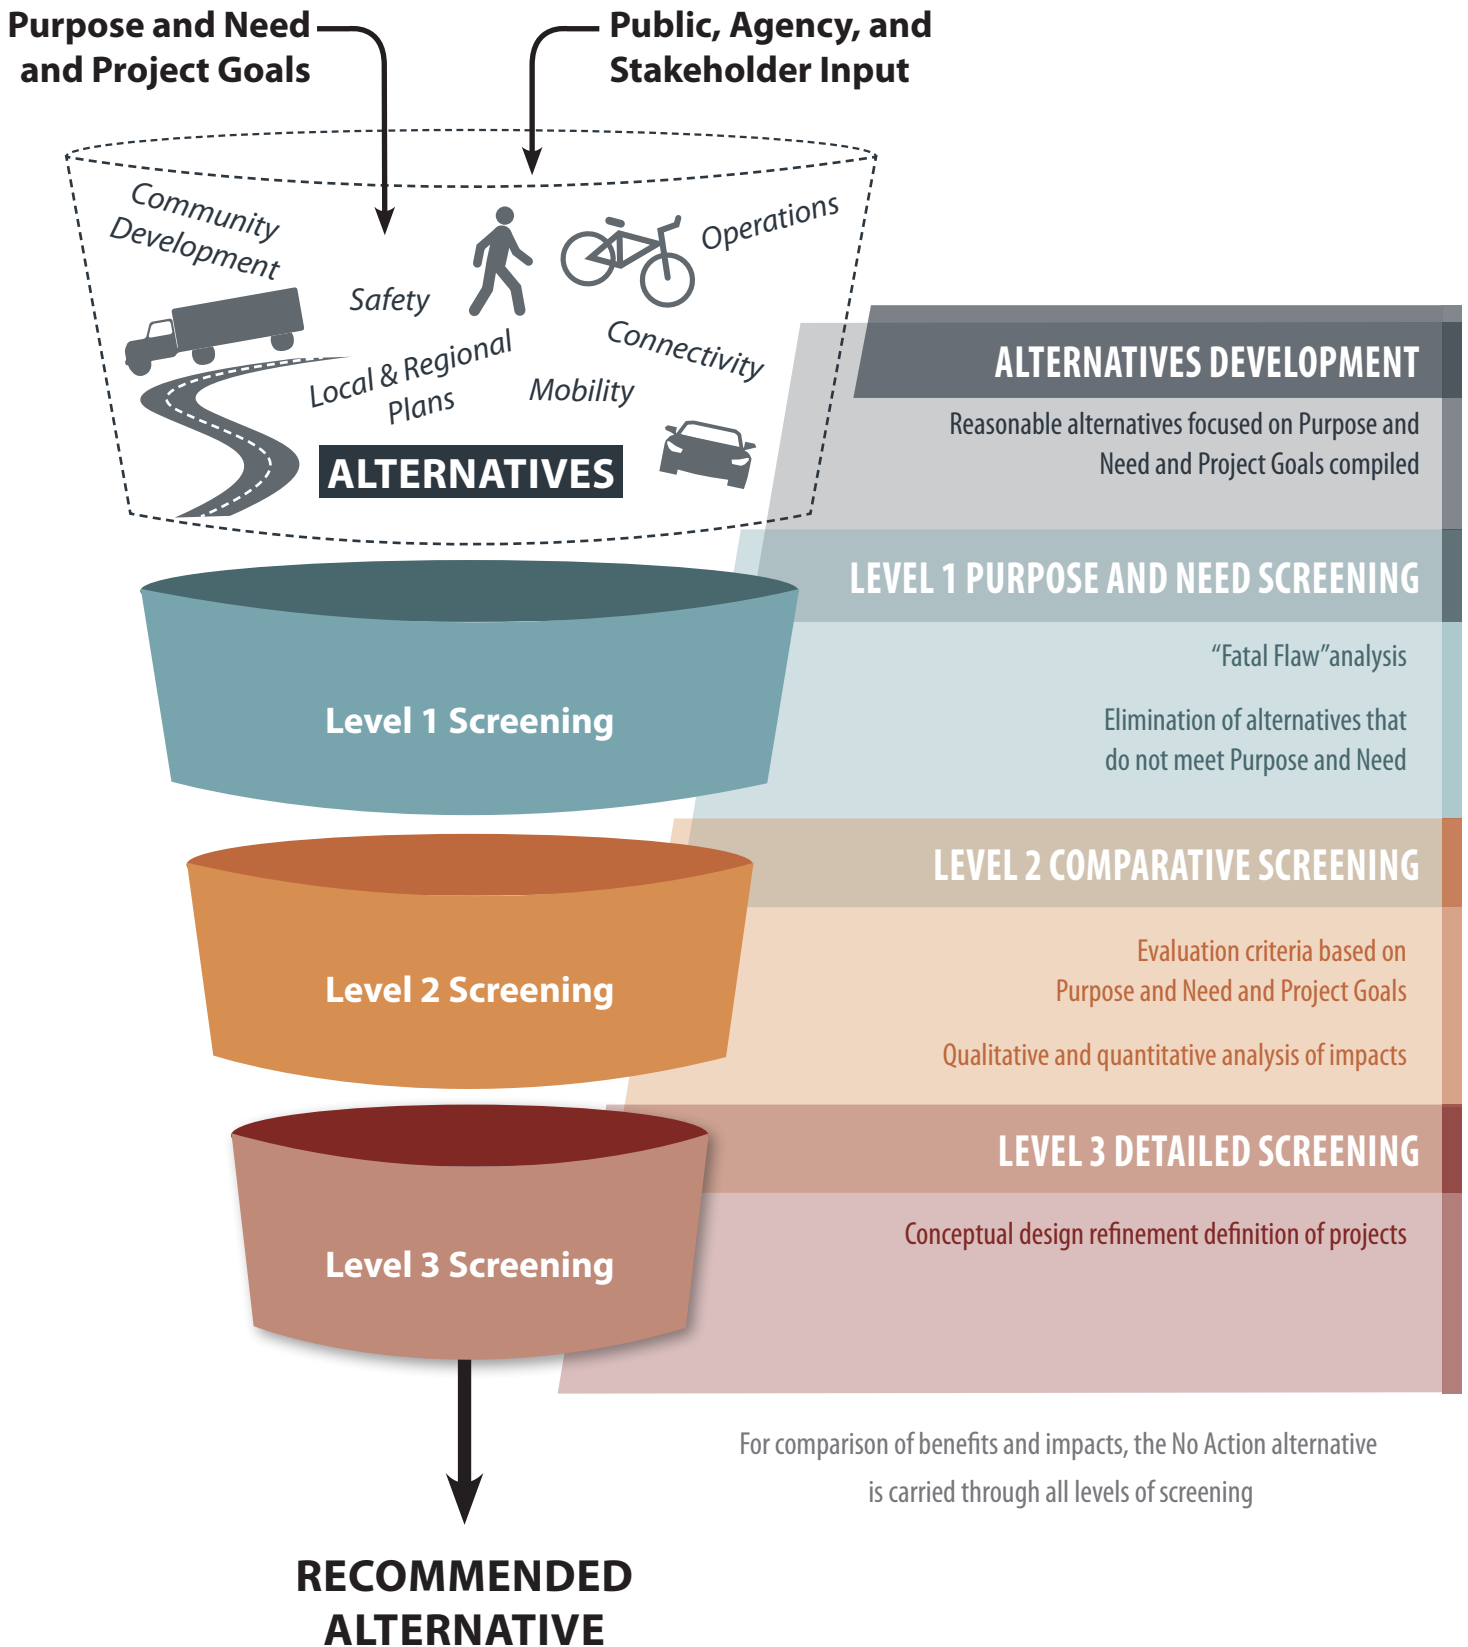 Purpose and Need
and Project Goals
Public, Agency, and
Stakeholder Input
Community
Development
Operations
Safety
Connectivity
Local & Regional
Plans
Mobility
ALTERNATIVES
ALTERNATIVES DEVELOPMENT
Reasonable alternatives focused on Purpose and
Need and Project Goals compiled
LEVEL 1 PURPOSE AND NEED SCREENING
“Fatal Flaw”analysis
Elimination of alternatives that
do not meet Purpose and Need
Level 1 Screening
LEVEL 2 COMPARATIVE SCREENING
Evaluation criteria based on
Purpose and Need and Project Goals
Qualitative and quantitative analysis of impacts
Level 2 Screening
LEVEL 3 DETAILED SCREENING
Conceptual design refinement definition of projects
Level 3 Screening
For comparison of benefits and impacts, the No Action alternative
is carried through all levels of screening
RECOMMENDED
ALTERNATIVE